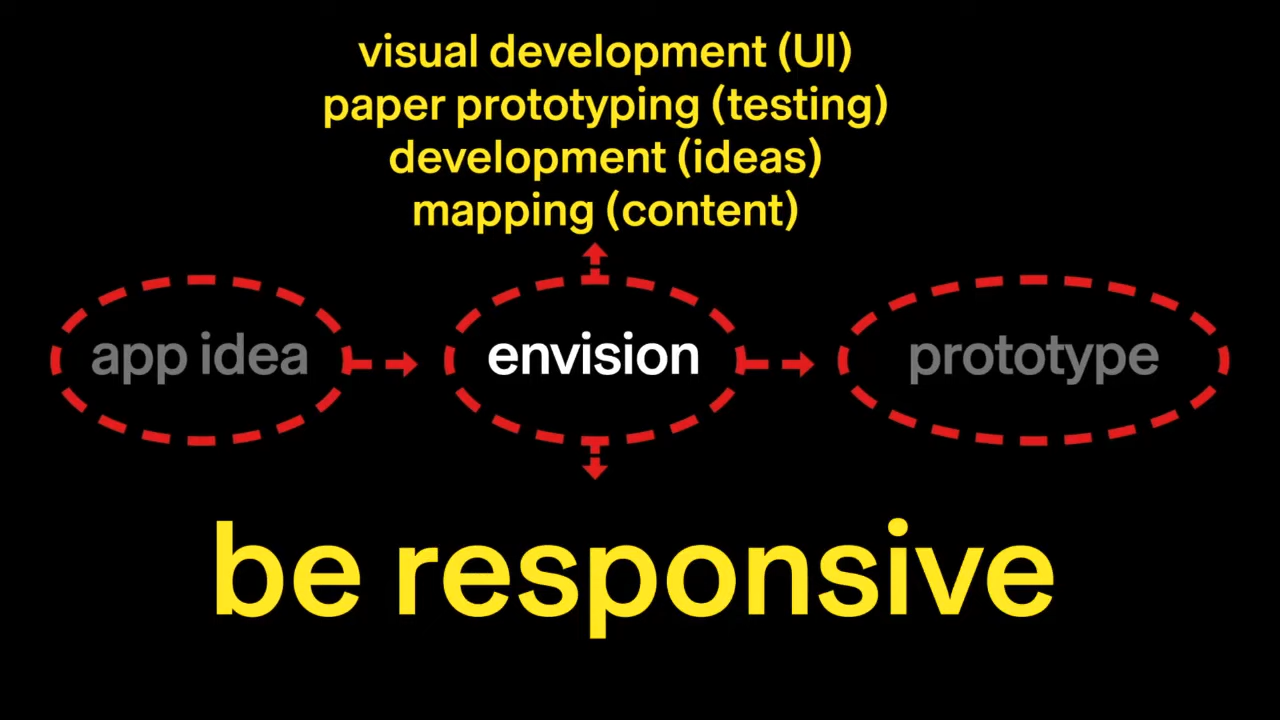 visual development (UI)
paper prototyping (testing)
development (ideas)
mapping (content)
app idea
envision
prototype
be responsive